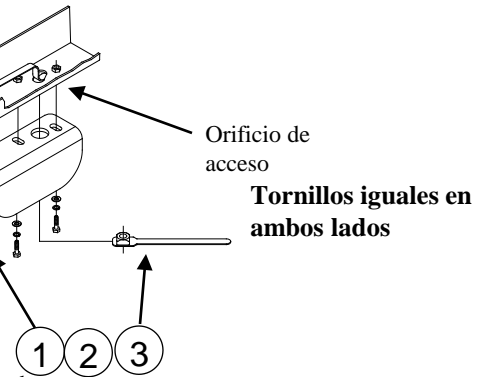 Orificio de
acceso
Tornillos iguales en
ambos lados
1 2 3